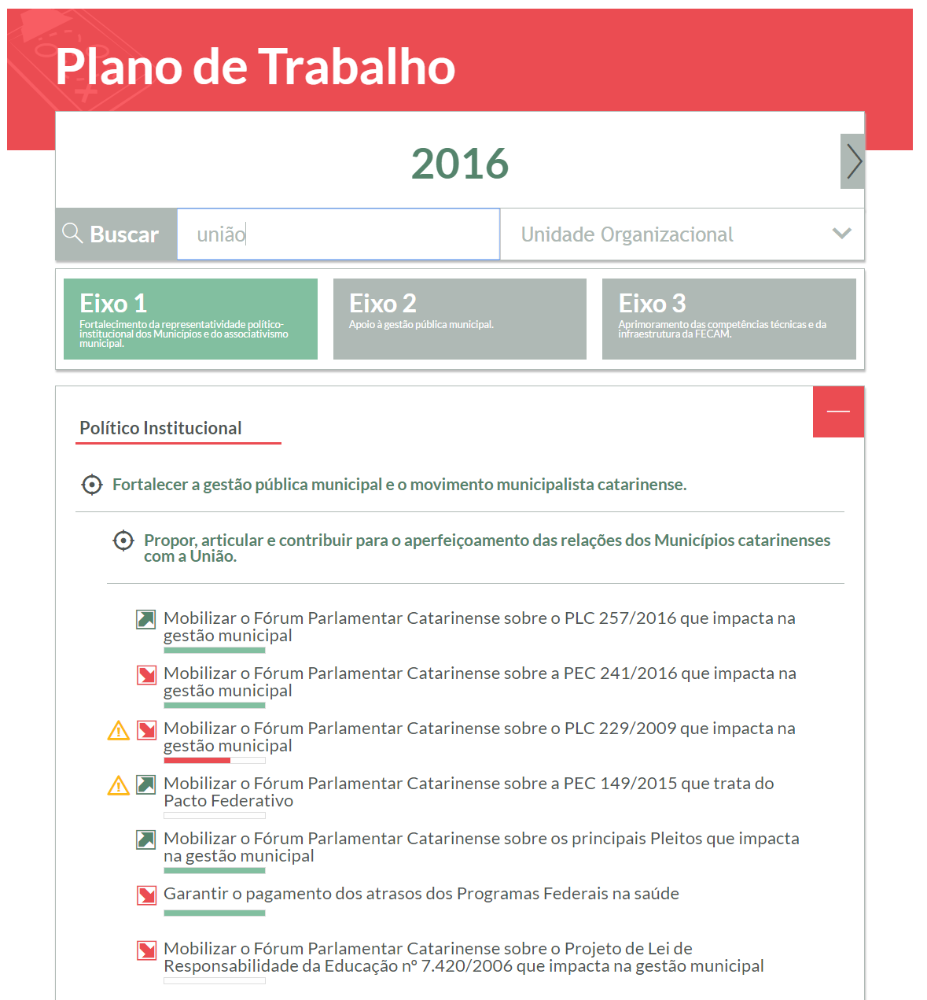 Plano de Trabalho
2016
Buscar
união
Unidade Organizacional
Eixo 1
Fortalecimento da representatividade político-
institucional dos Municípios e do associativismo
municipal.
Eixo 2
Apoio à gestão pública municipal.
Eixo 3
Aprimoramento das competências técnicas e da
infraestrutura da FECAM.
Político Institucional
Fortalecer a gestão pública municipal e o movimento municipalista catarinense.
Propor, articular e contribuir para o aperfeiçoamento das relações dos Municípios catarinenses
com a União.
Mobilizar o Fórum Parlamentar Catarinense sobre o PLC 257/2016 que impacta na
gestão municipal
Mobilizar o Fórum Parlamentar Catarinense sobre a PEC 241/2016 que impacta na
gestão municipal
Mobilizar o Fórum Parlamentar Catarinense sobre o PLC 229/2009 que impacta na
gestão municipal
Mobilizar o Fórum Parlamentar Catarinense sobre a PEC 149/2015 que trata do
Pacto Federativo
Mobilizar o Fórum Parlamentar Catarinense sobre os principais Pleitos que impacta
na gestão municipal
Garantir o pagamento dos atrasos dos Programas Federais na saúde
Mobilizar o Fórum Parlamentar Catarinense sobre o Projeto de Lei de
Responsabilidade da Educação nº 7.420/2006 que impacta na gestão municipal